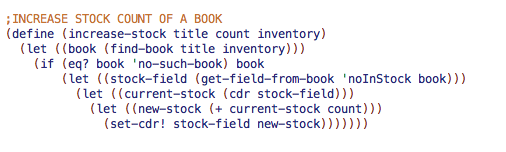 ;INCREASE STOCK COUNT OF A BOOK
(define (increase-stock title count inventory)
  (let ((book (find-book title inventory)))
    (if (eq? book 'no-such-book) book
        (let ((stock-field (get-field-from-book 'noInStock book)))
          (let ((current-stock (cdr stock-field)))
            (let ((new-stock (+ current-stock count)))
              (set-cdr! stock-field new-stock)))))))